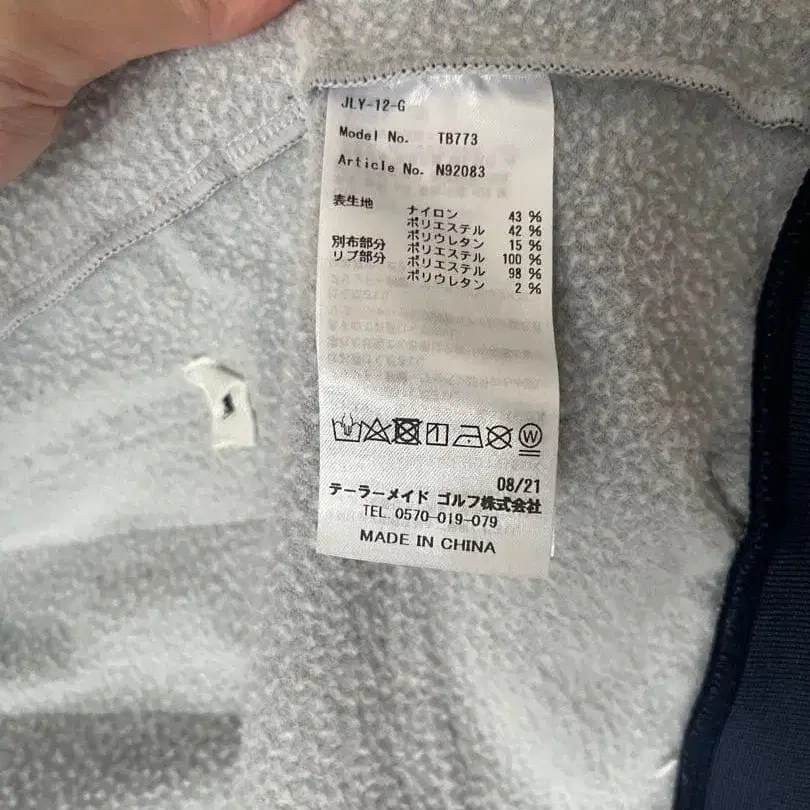 JLY-12-G
Model No. TB773
Article No. N92083
表生地 ナイロン 43 %
ポリエステル 42 %
ポリウレタン 15 %
別布部分 ポリエステル 100 %
リブ部分 ポリエステル 98 %
ポリウレタン 2 %
W
08/21
テーラーメイド ゴルフ株式会社
TEL. 0570-019-079
MADE IN CHINA